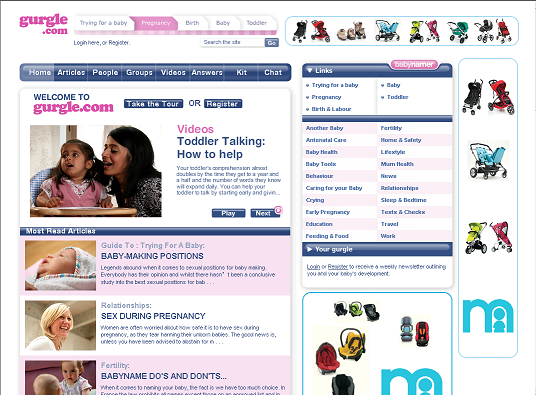 gurgle
.com
Trying for a baby
Pregnancy
Birth
Baby
Toddler
Login here, or Register.
Search the site
Go
Home Articles People Groups Videos Answers Kit Chat
WELCOME TO
gurgle.com
Take the Tour OR Register
Videos
Toddler Talking:
How to help
Your toddler's comprehension almost
doubles by the time they get to a year and
a half and the number of words they know
will expand daily. You can help your
toddler to talk by starting early and givin...
Play
Next
Most Read Articles
Guide To : Trying For A Baby:
BABY-MAKING POSITIONS
Legends abound when it comes to sexual positions for baby making.
Everybody has their opinion and whilst there hasn't been a conclusive
study into the best sexual positions for bab . . .
Relationships:
SEX DURING PREGNANCY
Women are often worried about how safe it is to have sex during
pregnancy, as they fear harming their unborn babies. The good news is,
unless you have been advised to abstain for m . . .
Fertility:
BABYNAME DO'S AND DON'TS...
When it comes to naming your baby, the fact is we have too much choice. In
babynamer
Links
Trying for a baby
Baby
Pregnancy
Toddler
Birth & Labour
Another Baby
Fertility
Antenatal Care
Home & Safety
Baby Health
Lifestyle
Baby Tools
Mum Health
Behaviour
News
Caring for your Baby
Relationships
Crying
Sleep & Bedtime
Early Pregnancy
Tests & Checks
Education
Travel
Feeding & Food
Work
Your gurgle
Login or Register to receive a weekly newsletter outlining
you and your baby's development.